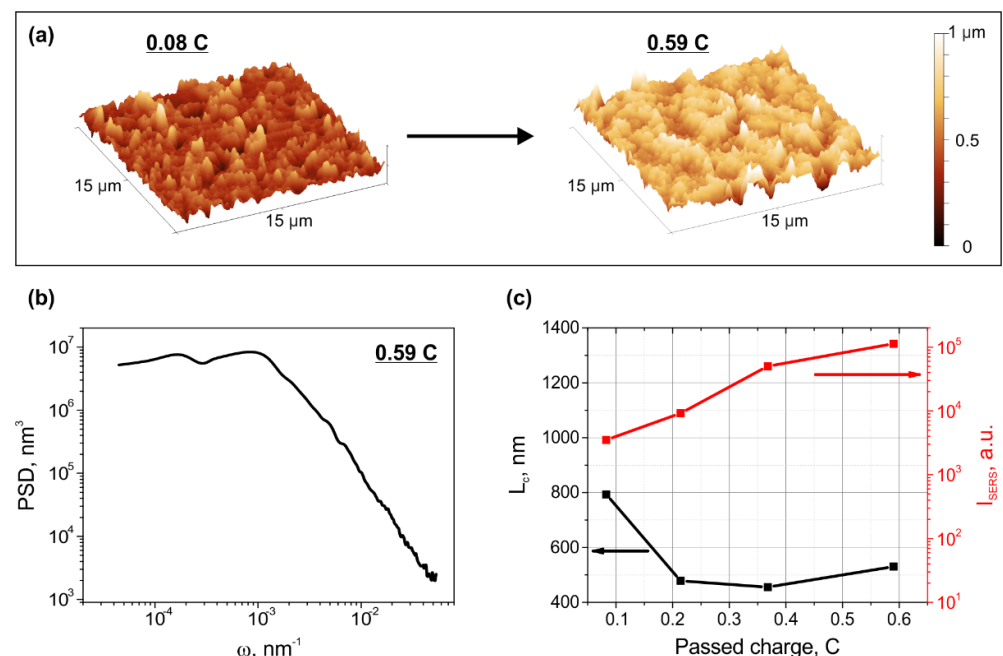 (a)
0.08 C
0.59 C
1 µm
0.5
0
15 µm
15 µm
15 µm
15 µm
(b)
0.59 C
PSD, nm³
10⁷
10⁶
10⁵
10⁴
10³
10⁻⁴
10⁻³
10⁻²
ω, nm⁻¹
(c)
L_c, nm
1400
1200
1000
800
600
400
0.1
0.2
0.3
0.4
0.5
0.6
Passed charge, C
10⁵
10⁴
10³
10²
10¹
I_SERS, a.u.